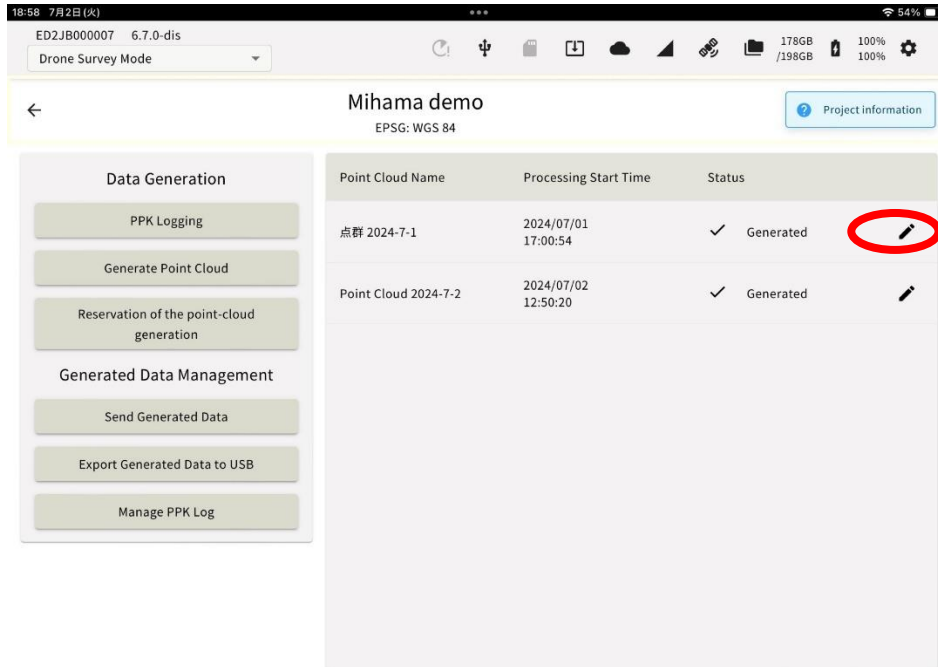 18:58 7月2日(火)
54%
ED2JB000007 6.7.0-dis
Drone Survey Mode
178GB
/198GB
100%
100%
Mihama demo
EPSG: WGS 84
Project information
Data Generation
PPK Logging
Generate Point Cloud
Reservation of the point-cloud
generation
Generated Data Management
Send Generated Data
Export Generated Data to USB
Manage PPK Log
Point Cloud Name Processing Start Time Status
点群 2024-7-1
2024/07/01
17:00:54
Generated
Point Cloud 2024-7-2
2024/07/02
12:50:20
Generated